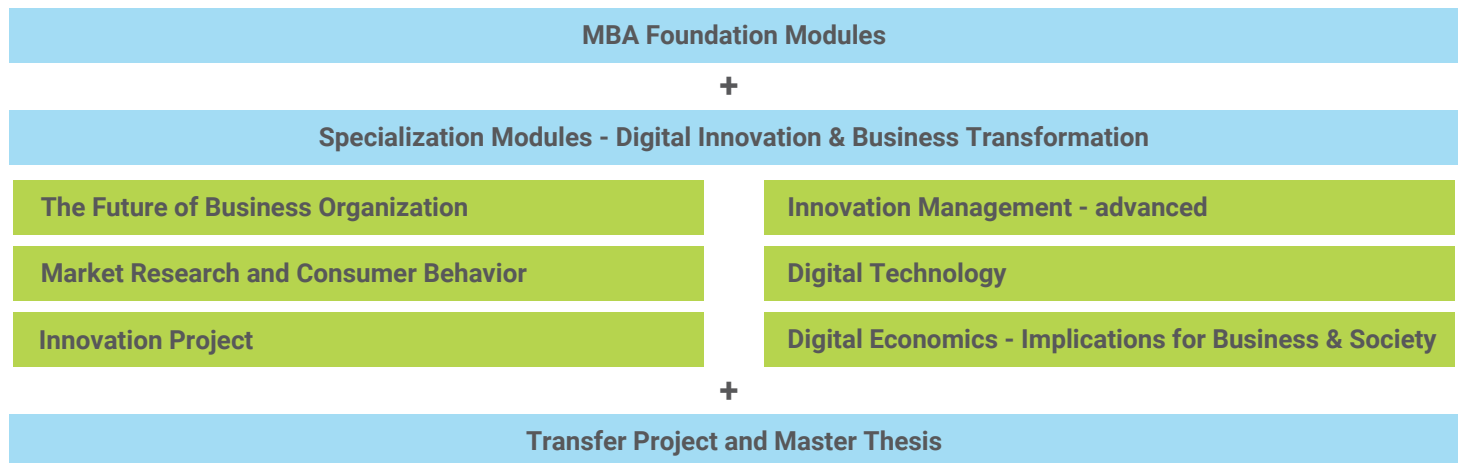 MBA Foundation Modules
+
Specialization Modules - Digital Innovation & Business Transformation
The Future of Business Organization
Innovation Management - advanced
Market Research and Consumer Behavior
Digital Technology
Innovation Project
Digital Economics - Implications for Business & Society
+
Transfer Project and Master Thesis